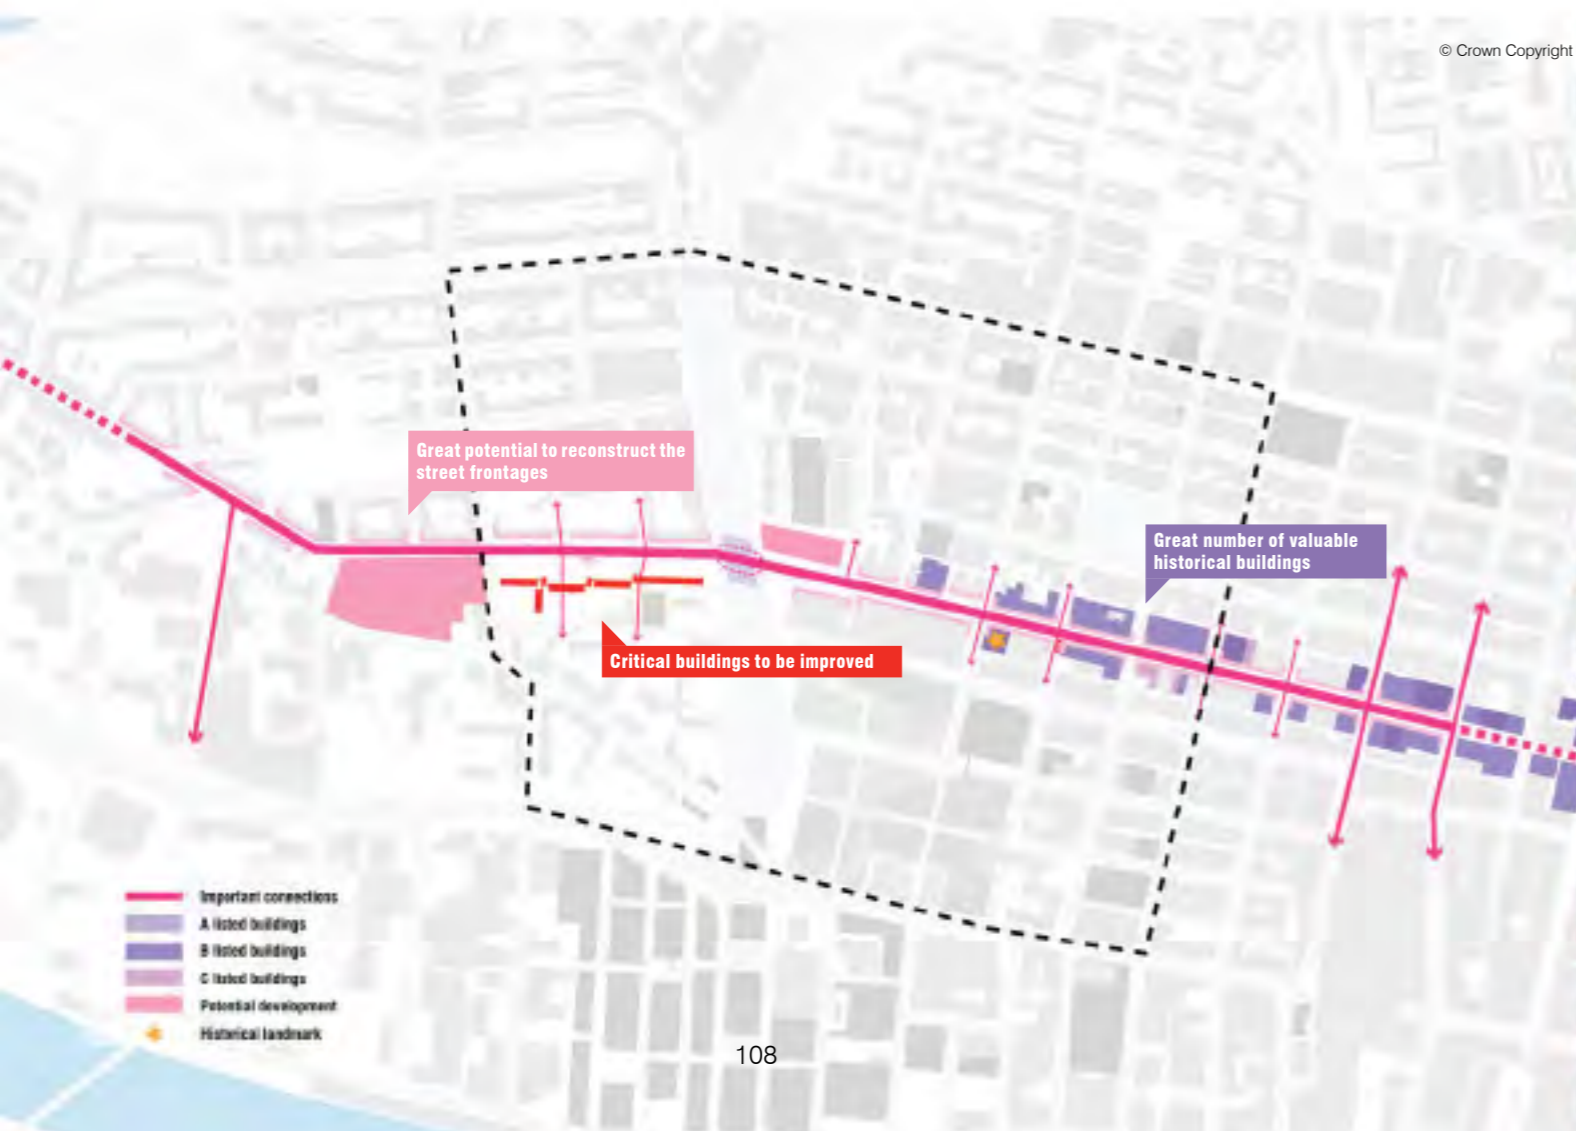 © Crown Copyright
Great potential to reconstruct the
street frontages
Great number of valuable
historical buildings
Critical buildings to be improved
Important connections
A listed buildings
B listed buildings
C listed buildings
Potential development
Historical landmark
108